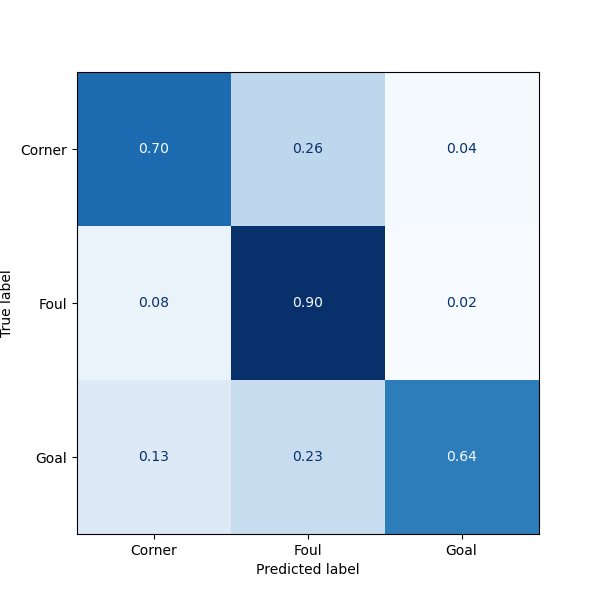 True label
Corner 0.70 0.26 0.04
Foul 0.08 0.90 0.02
Goal 0.13 0.23 0.64
Corner Foul Goal
Predicted label